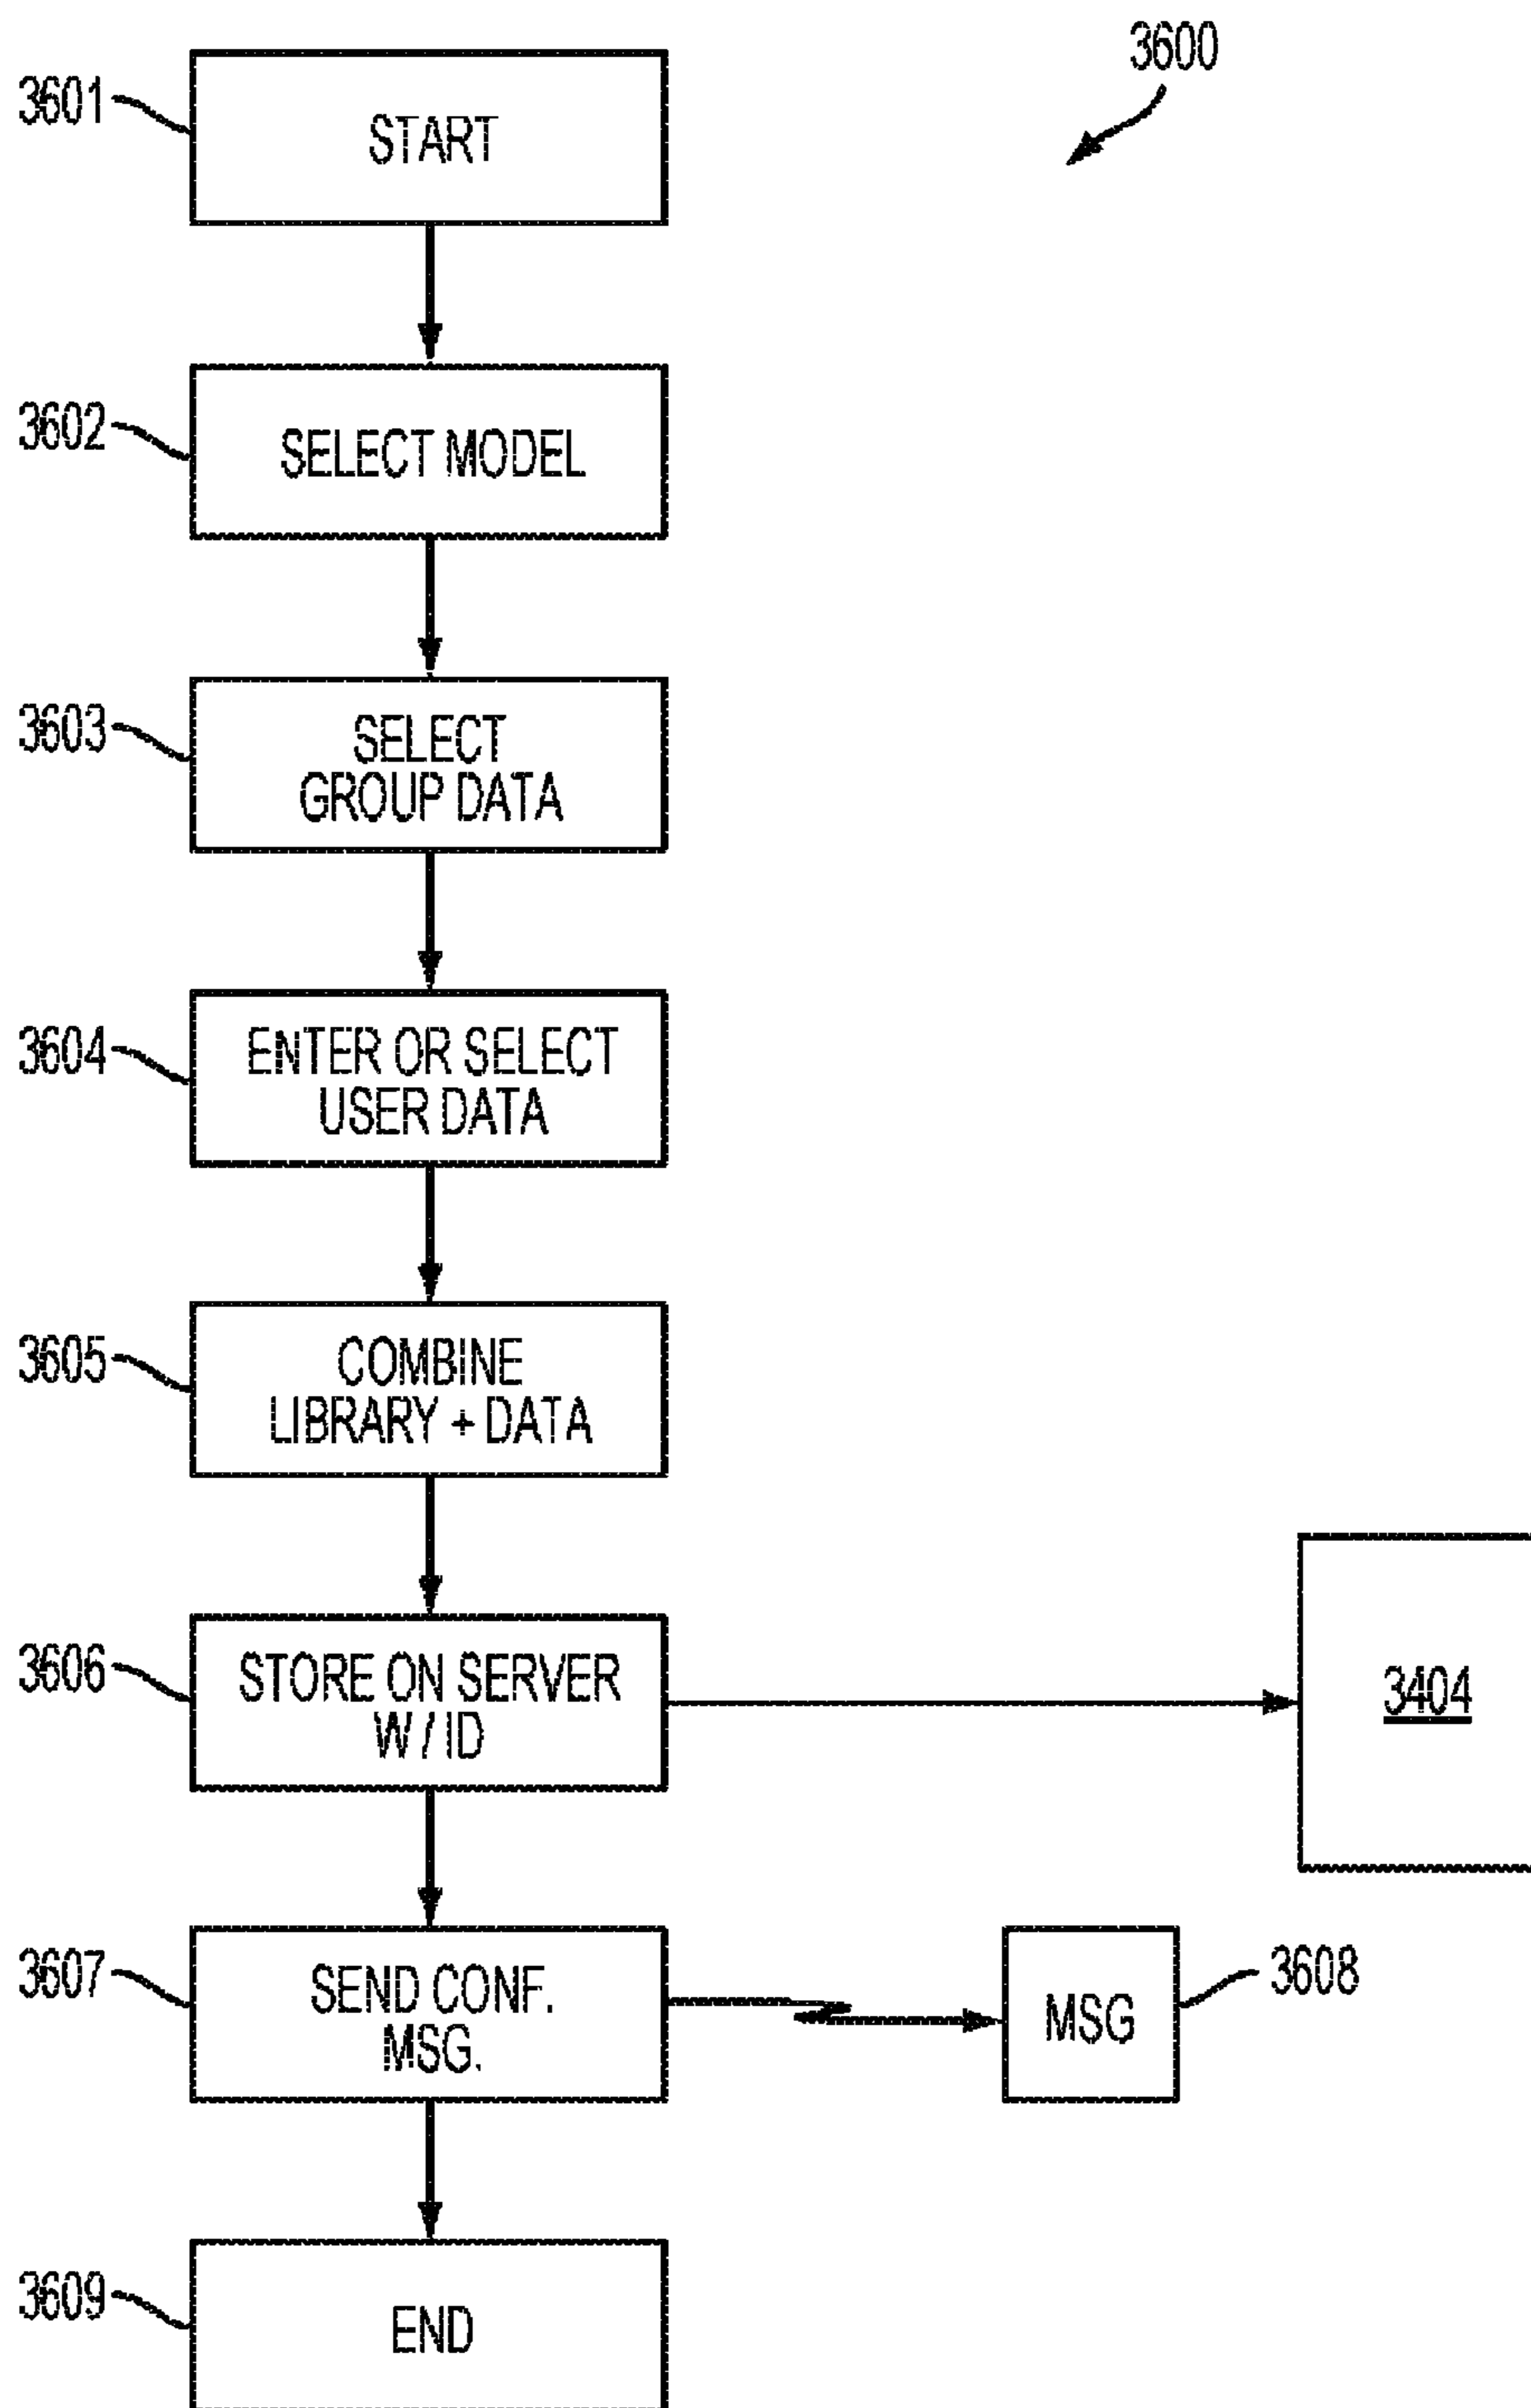 3600
3601
START
3602
SELECT MODEL
3603
SELECT
GROUP DATA
3604
ENTER OR SELECT
USER DATA
3605
COMBINE
LIBRARY + DATA
3606
STORE ON SERVER
W / ID
3404
3607
SEND CONF.
MSG.
MSG
3608
3609
END